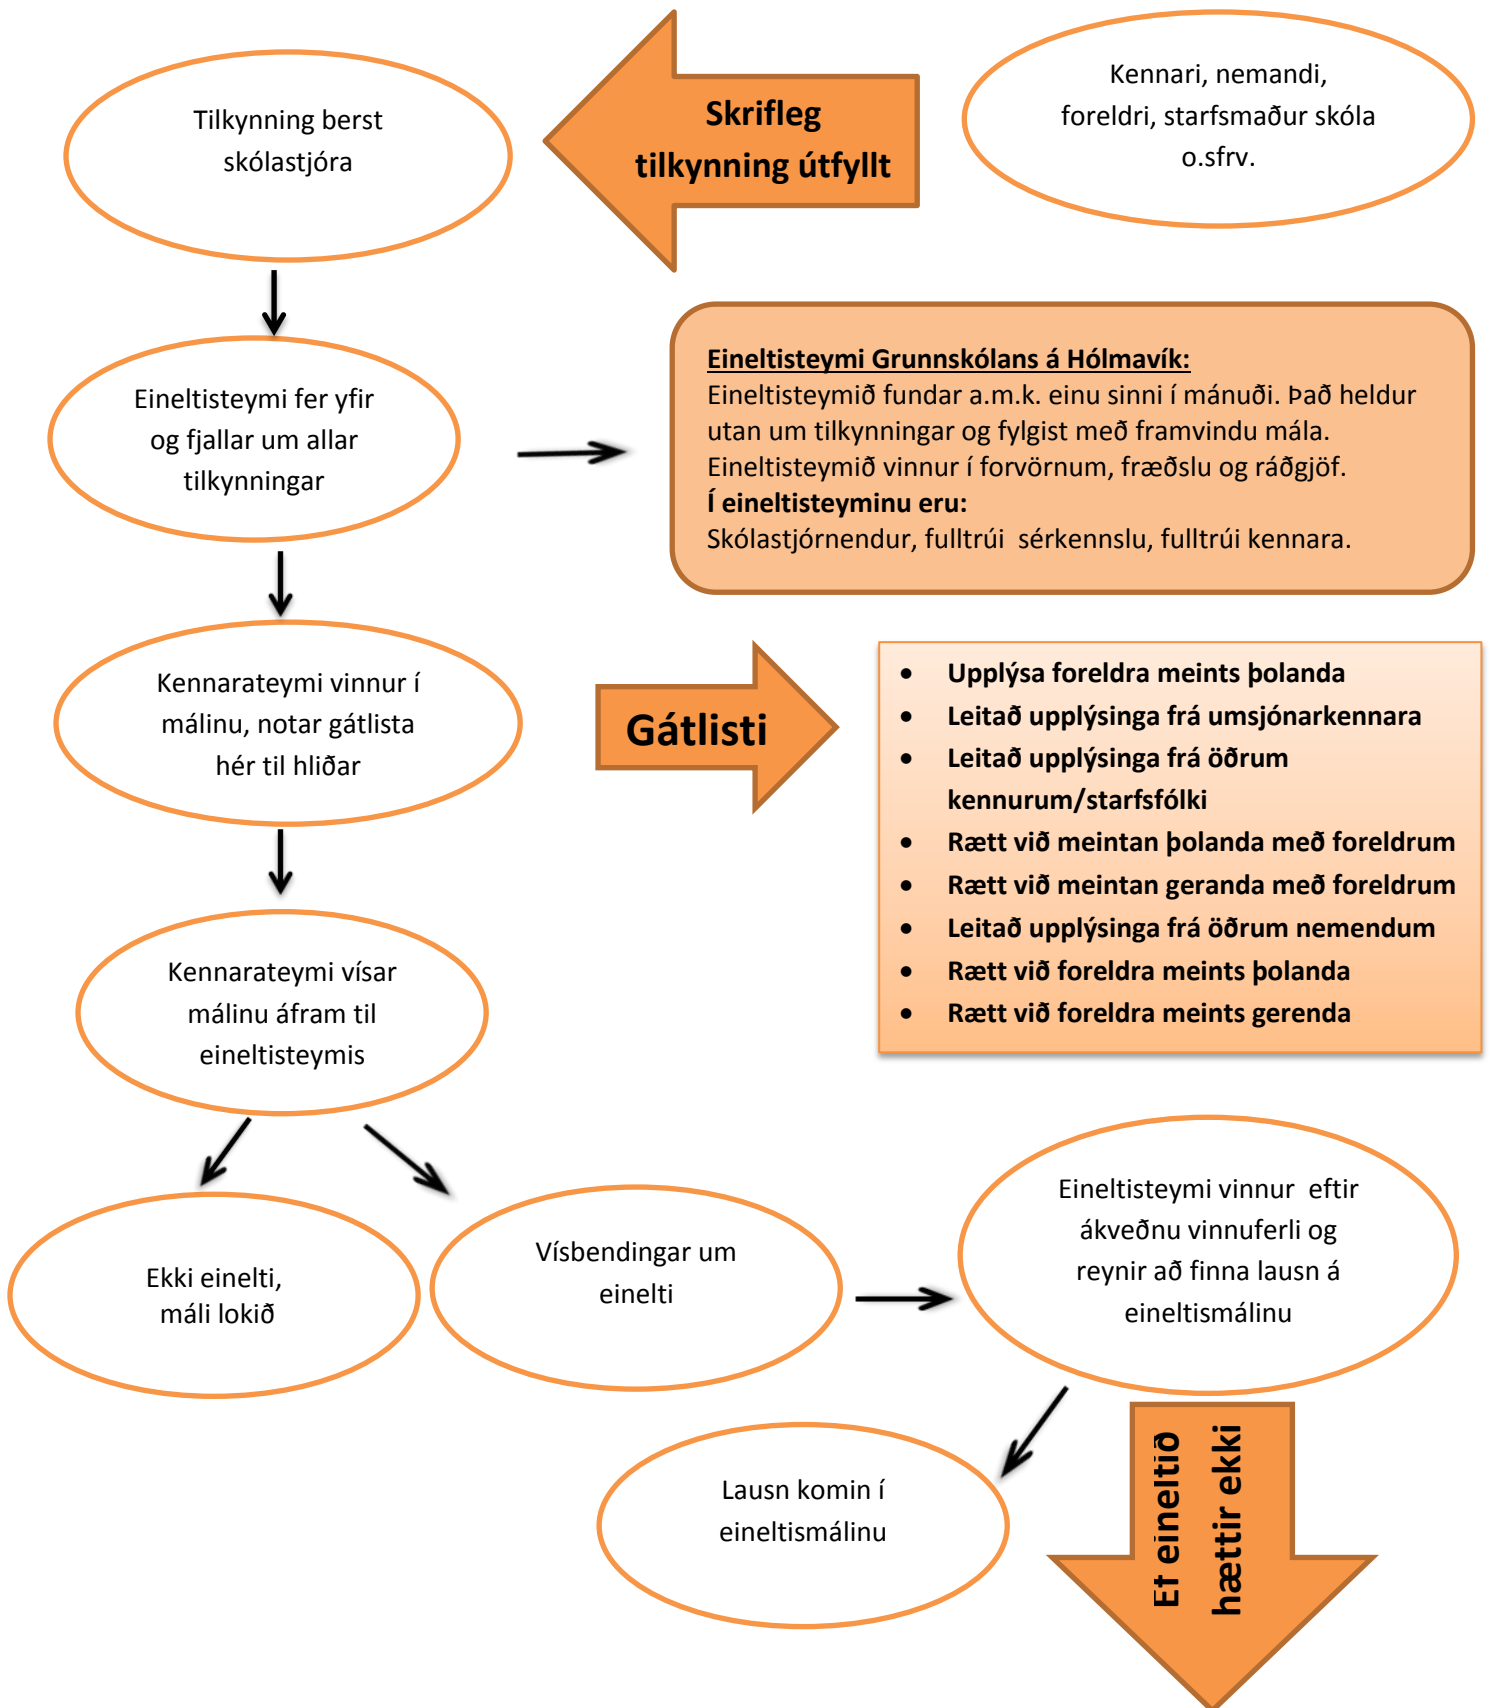 Kennari, nemandi,
foreldri, starfsmaður skóla
o.sfrv.
Skrifleg
tilkynning útfyllt
Tilkynning berst
skólastjóra
Eineltisteymi fer yfir
og fjallar um allar
tilkynningar
Eineltisteymi Grunnskólans á Hólmavík:
Eineltisteymið fundar a.m.k. einu sinni í mánuði. Það heldur
utan um tilkynningar og fylgist með framvindu mála.
Eineltisteymið vinnur í forvörnum, fræðslu og ráðgjöf.
Í eineltisteyminu eru:
Skólastjórnendur, fulltrúi sérkennslu, fulltrúi kennara.
Kennarateymi vinnur í
málinu, notar gátlista
hér til hliðar
Gátlisti
• Upplýsa foreldra meints þolanda
• Leitað upplýsinga frá umsjónarkennara
• Leitað upplýsinga frá öðrum
kennurum/starfsfólki
• Rætt við meintan þolanda með foreldrum
• Rætt við meintan geranda með foreldrum
• Leitað upplýsinga frá öðrum nemendum
• Rætt við foreldra meints þolanda
• Rætt við foreldra meints gerenda
Kennarateymi vísar
málinu áfram til
eineltisteymis
Ekki einelti,
máli lokið
Vísbendingar um
einelti
Eineltisteymi vinnur eftir
ákveðnu vinnuferli og
reynir að finna lausn á
eineltismálinu
Lausn komin í
eineltismálinu
Ef eineltið
hættir ekki